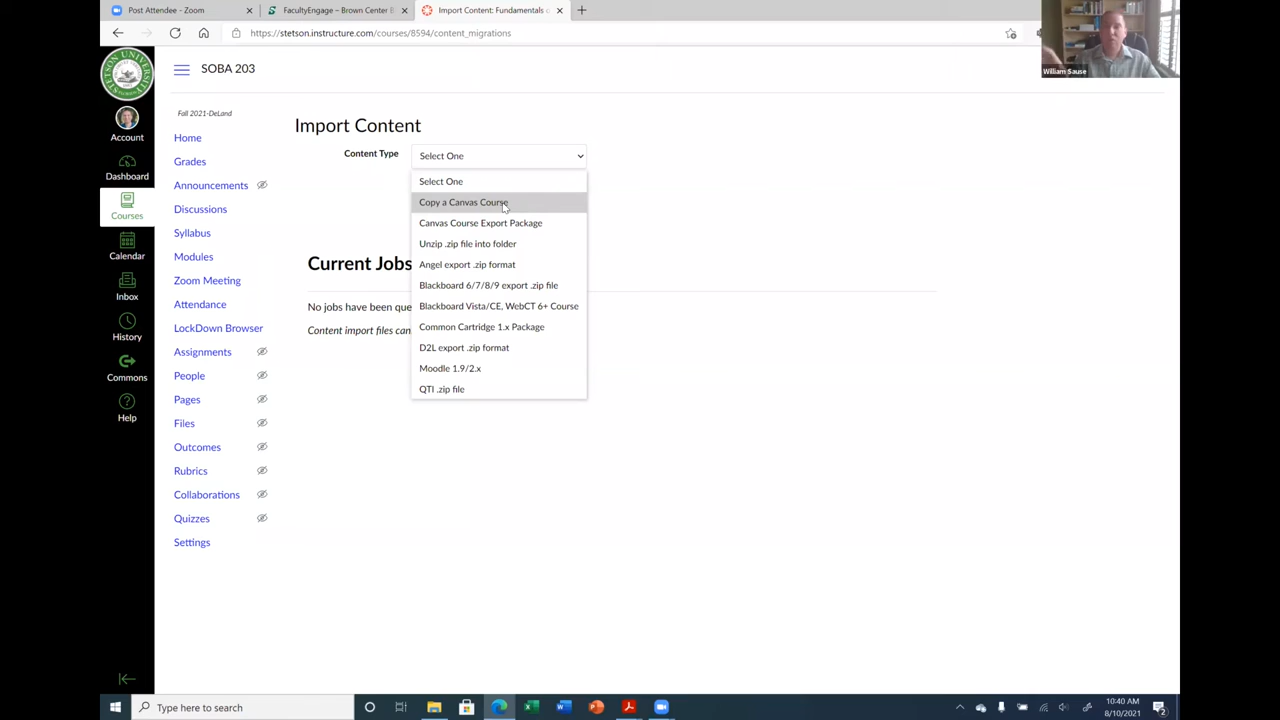 Post Attendee - Zoom
FacultyEngage – Brown Center
Import Content: Fundamentals
https://stetson.instructure.com/courses/8594/content_migrations
William Sause
STETSON UNIVERSITY
SOBA 203
Account
Dashboard
Courses
Calendar
Inbox
History
Commons
Help
Fall 2021-DeLand
Home
Grades
Announcements
Discussions
Syllabus
Modules
Zoom Meeting
Attendance
LockDown Browser
Assignments
People
Pages
Files
Outcomes
Rubrics
Collaborations
Quizzes
Settings
Import Content
Content Type
Select One
Select One
Copy a Canvas Course
Canvas Course Export Package
Unzip .zip file into folder
Angel export .zip format
Blackboard 6/7/8/9 export .zip file
Blackboard Vista/CE, WebCT 6+ Course
Common Cartridge 1.x Package
D2L export .zip format
Moodle 1.9/2.x
QTI .zip file
Current Jobs
No jobs have been que
Content import files can
Type here to search
10:40 AM
8/10/2021
2